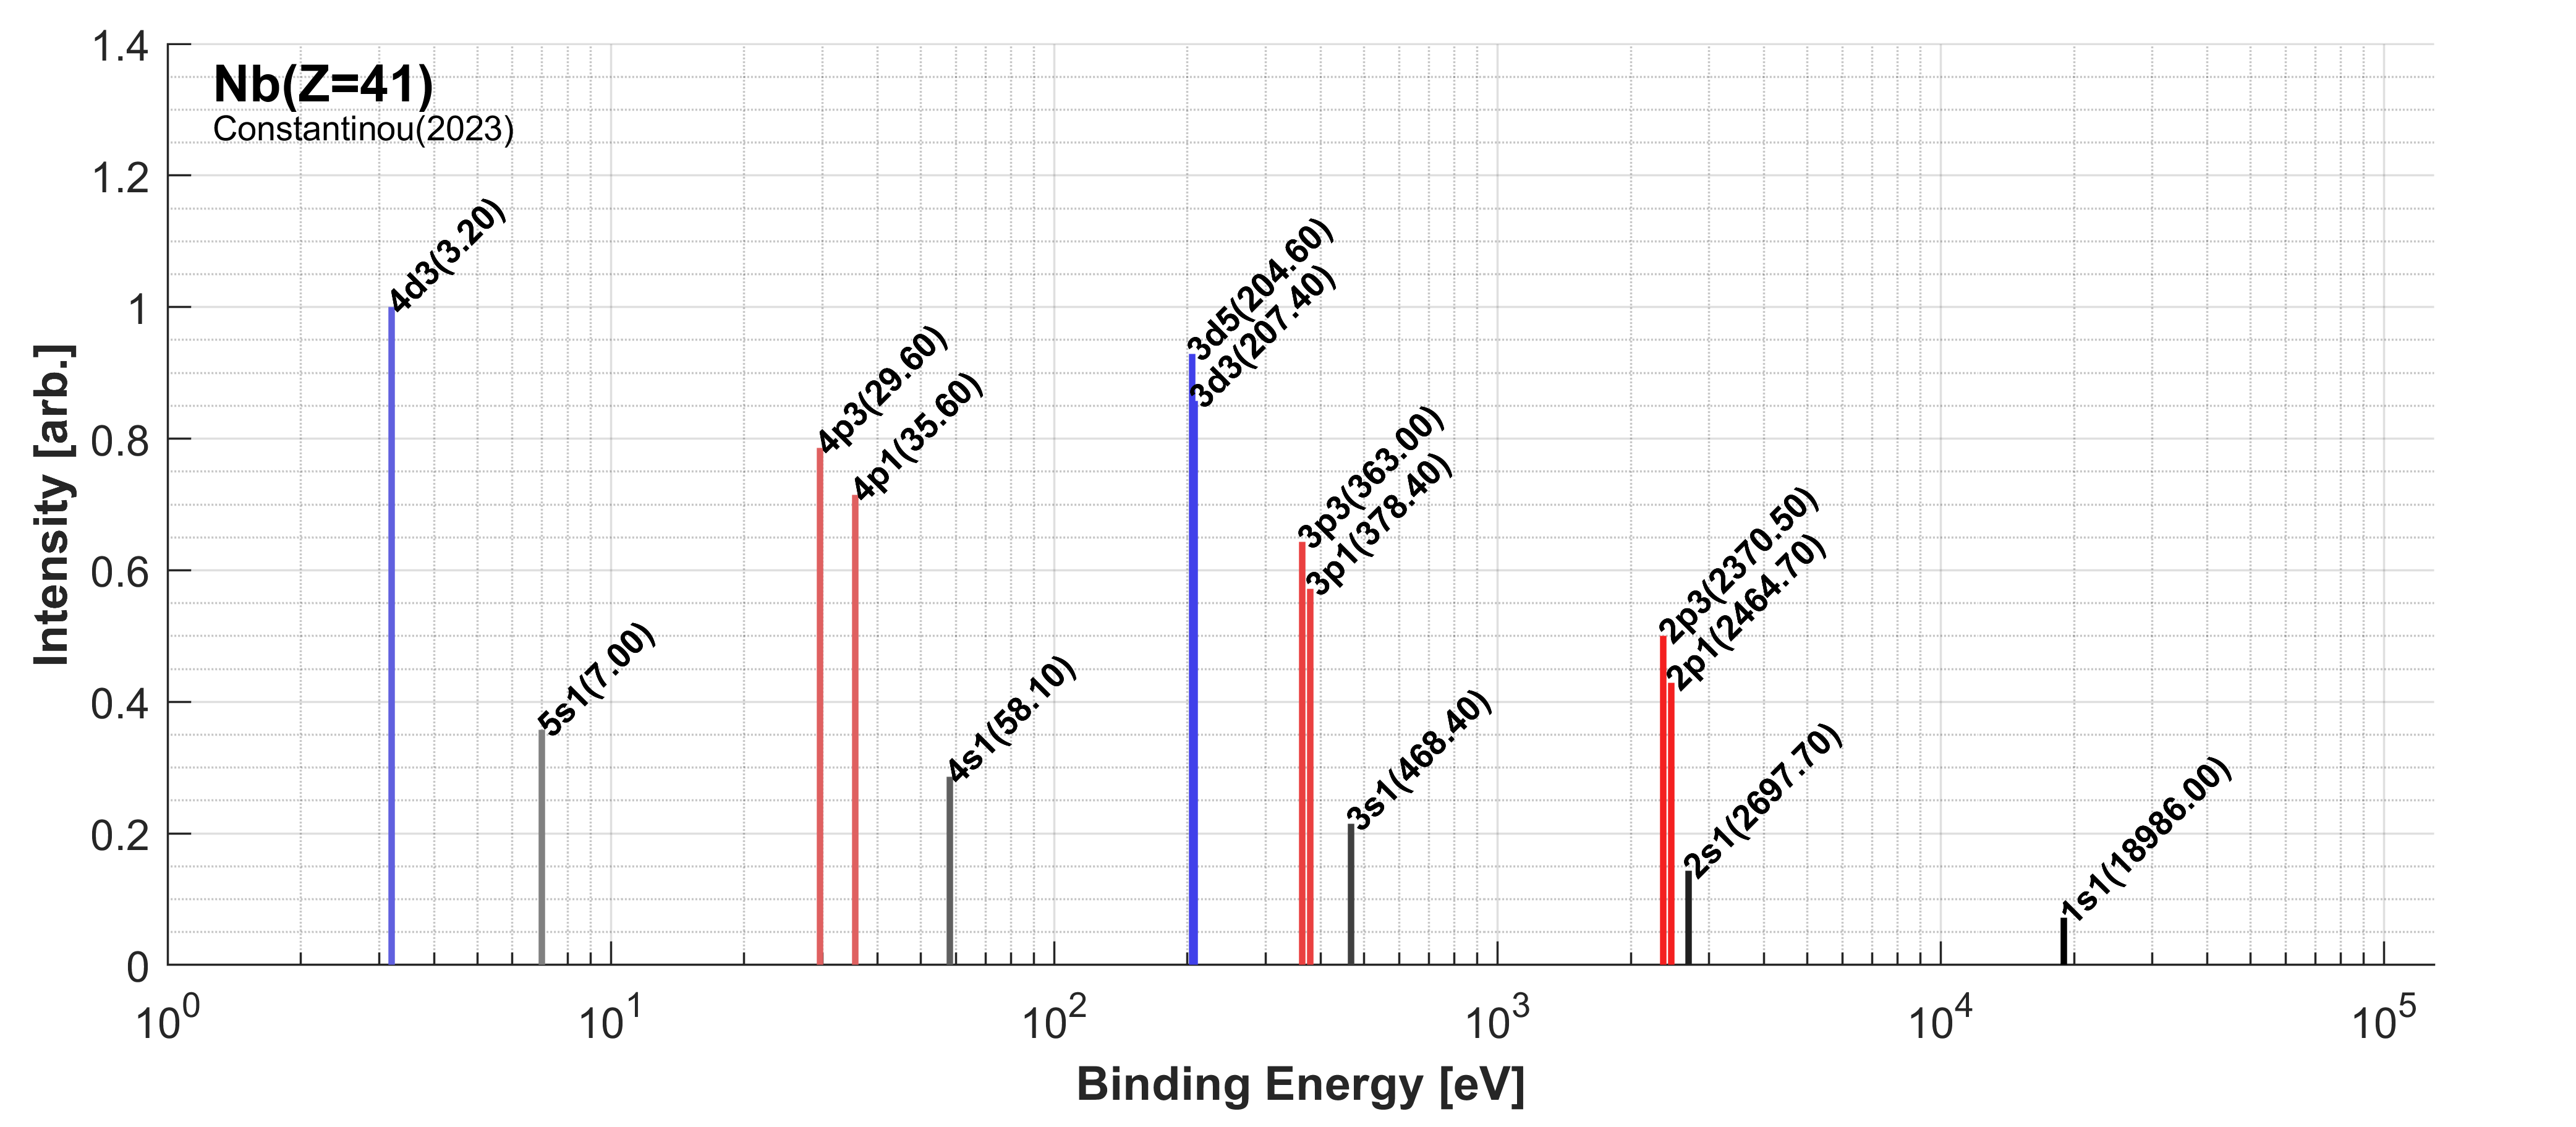 Nb(Z=41)
Constantinou(2023)
Intensity [arb.]
1.4
1.2
1
0.8
0.6
0.4
0.2
0
4d3(3.20)
5s1(7.00)
4p3(29.60)
4p1(35.60)
4s1(58.10)
3d5(204.60)
3d3(207.40)
3p3(363.00)
3p1(378.40)
3s1(468.40)
2p3(2370.50)
2p1(2464.70)
2s1(2697.70)
1s1(18986.00)
10^0 10^1 10^2 10^3 10^4 10^5
Binding Energy [eV]